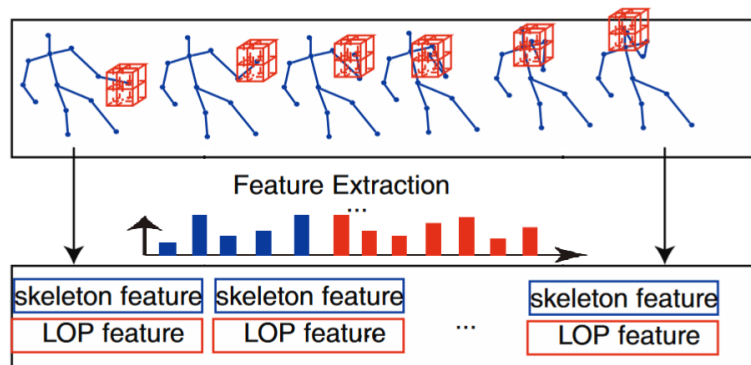 Feature Extraction
...
skeleton feature skeleton feature skeleton feature
LOP feature LOP feature ... LOP feature